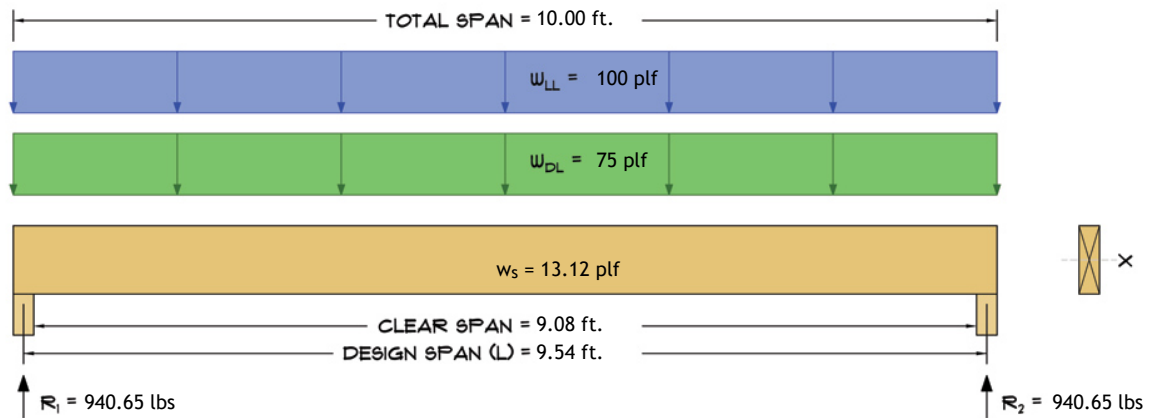 TOTAL SPAN = 10.00 ft.
WLL = 100 plf
WDL = 75 plf
ws = 13.12 plf
X
CLEAR SPAN = 9.08 ft.
DESIGN SPAN (L) = 9.54 ft.
R1 = 940.65 lbs
R2 = 940.65 lbs